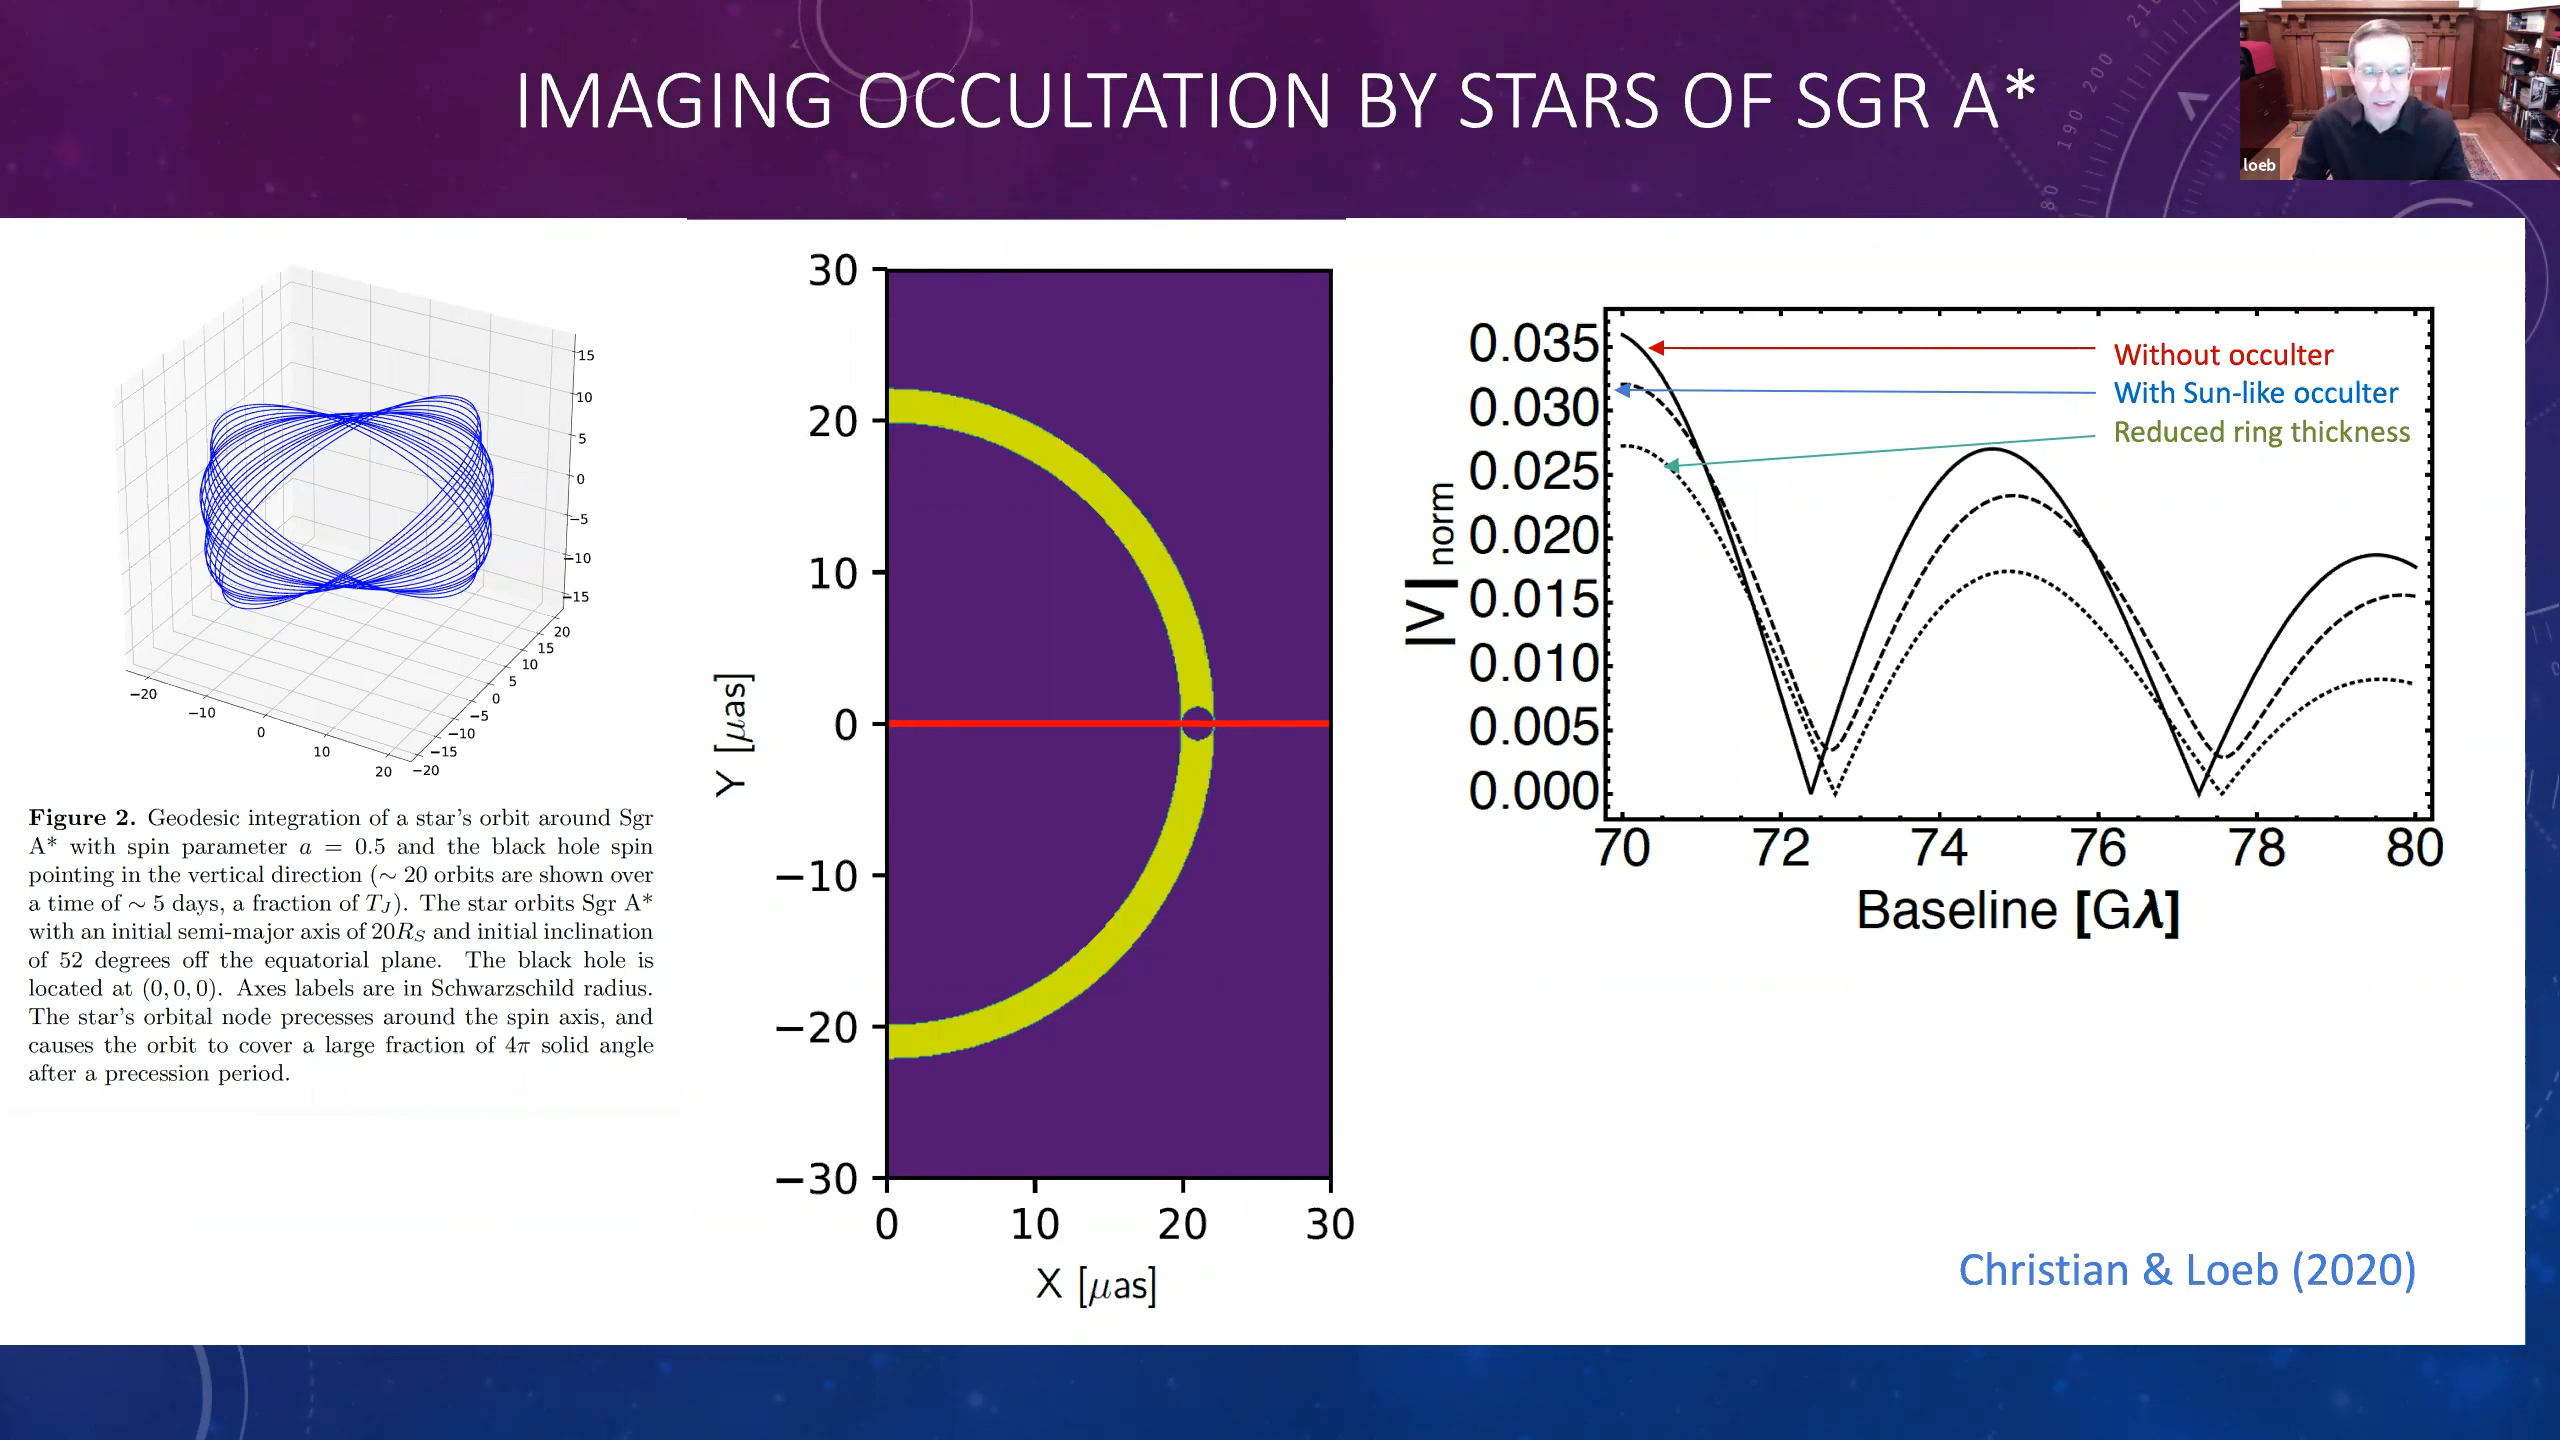 IMAGING OCCULTATION BY STARS OF SGR A*
loeb
15
10
5
0
−5
−10
−15
20
15
10
5
0
−5
−10
−15
−20
−20
−10
0
10
20
Figure 2. Geodesic integration of a star's orbit around Sgr
A* with spin parameter a = 0.5 and the black hole spin
pointing in the vertical direction (∼ 20 orbits are shown over
a time of ∼ 5 days, a fraction of T_J). The star orbits Sgr A*
with an initial semi-major axis of 20R_S and initial inclination
of 52 degrees off the equatorial plane. The black hole is
located at (0, 0, 0). Axes labels are in Schwarzschild radius.
The star's orbital node precesses around the spin axis, and
causes the orbit to cover a large fraction of 4π solid angle
after a precession period.
30
20
10
0
−10
−20
−30
Y [μas]
0 10 20 30
X [μas]
0.035
0.030
0.025
0.020
0.015
0.010
0.005
0.000
|V|norm
Without occulter
With Sun-like occulter
Reduced ring thickness
70 72 74 76 78 80
Baseline [Gλ]
Christian & Loeb (2020)
80 190 200 210